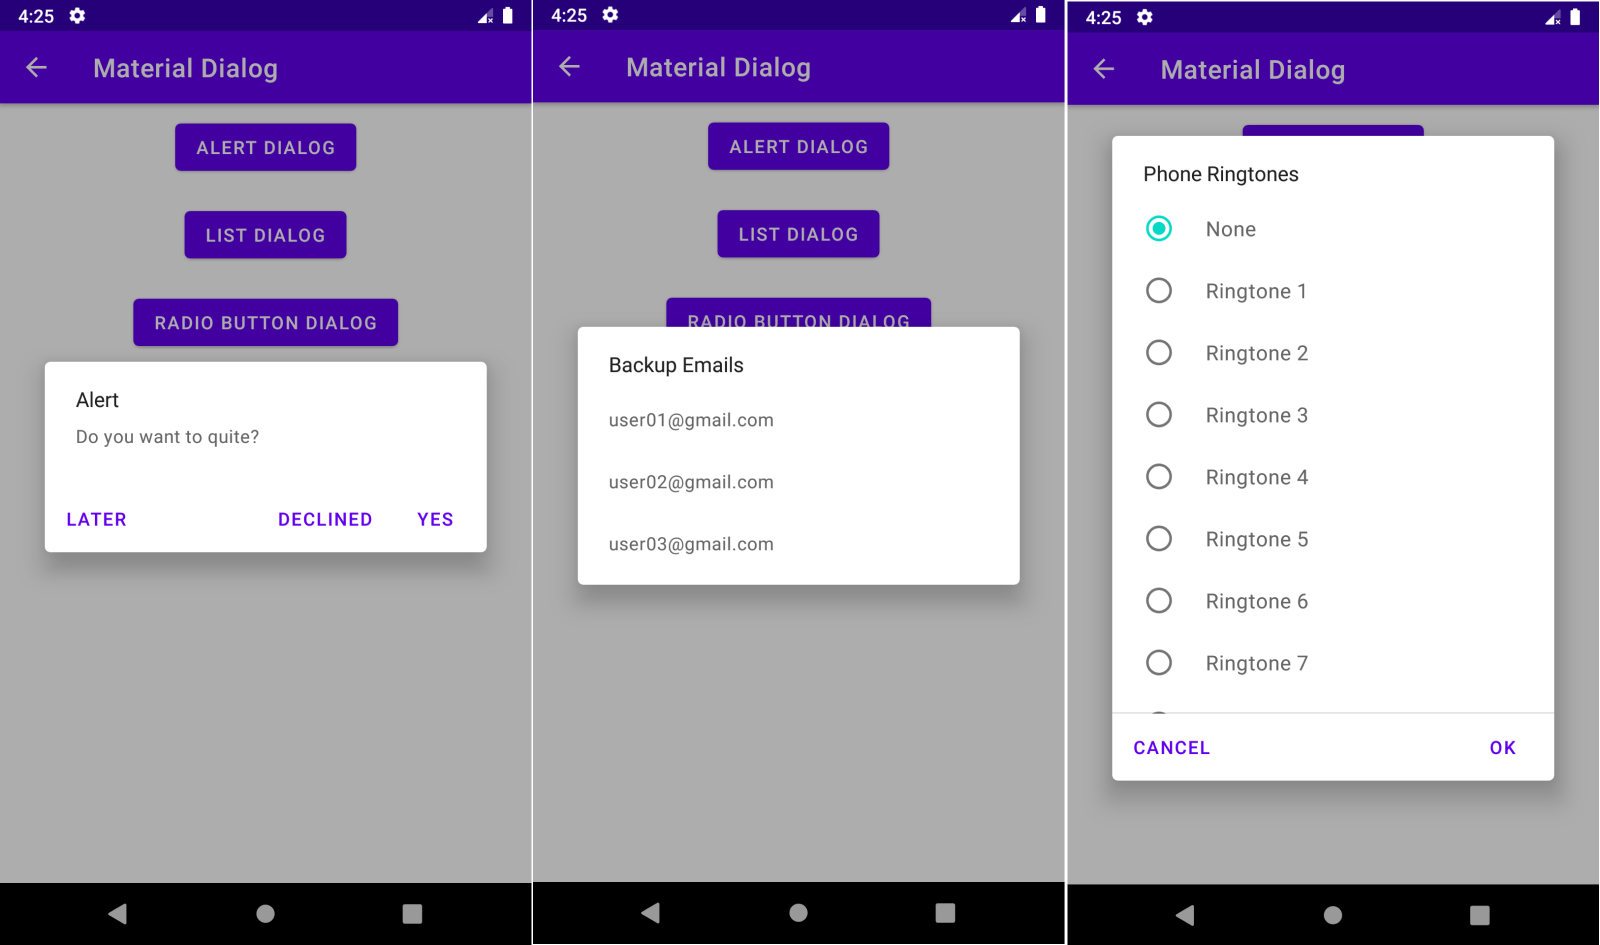 4:25
Material Dialog
ALERT DIALOG
LIST DIALOG
RADIO BUTTON DIALOG
Alert
Do you want to quite?
LATER DECLINED YES
4:25
Material Dialog
ALERT DIALOG
LIST DIALOG
RADIO BUTTON DIALOG
Backup Emails
user01@gmail.com
user02@gmail.com
user03@gmail.com
4:25
Material Dialog
Phone Ringtones
None
Ringtone 1
Ringtone 2
Ringtone 3
Ringtone 4
Ringtone 5
Ringtone 6
Ringtone 7
CANCEL OK